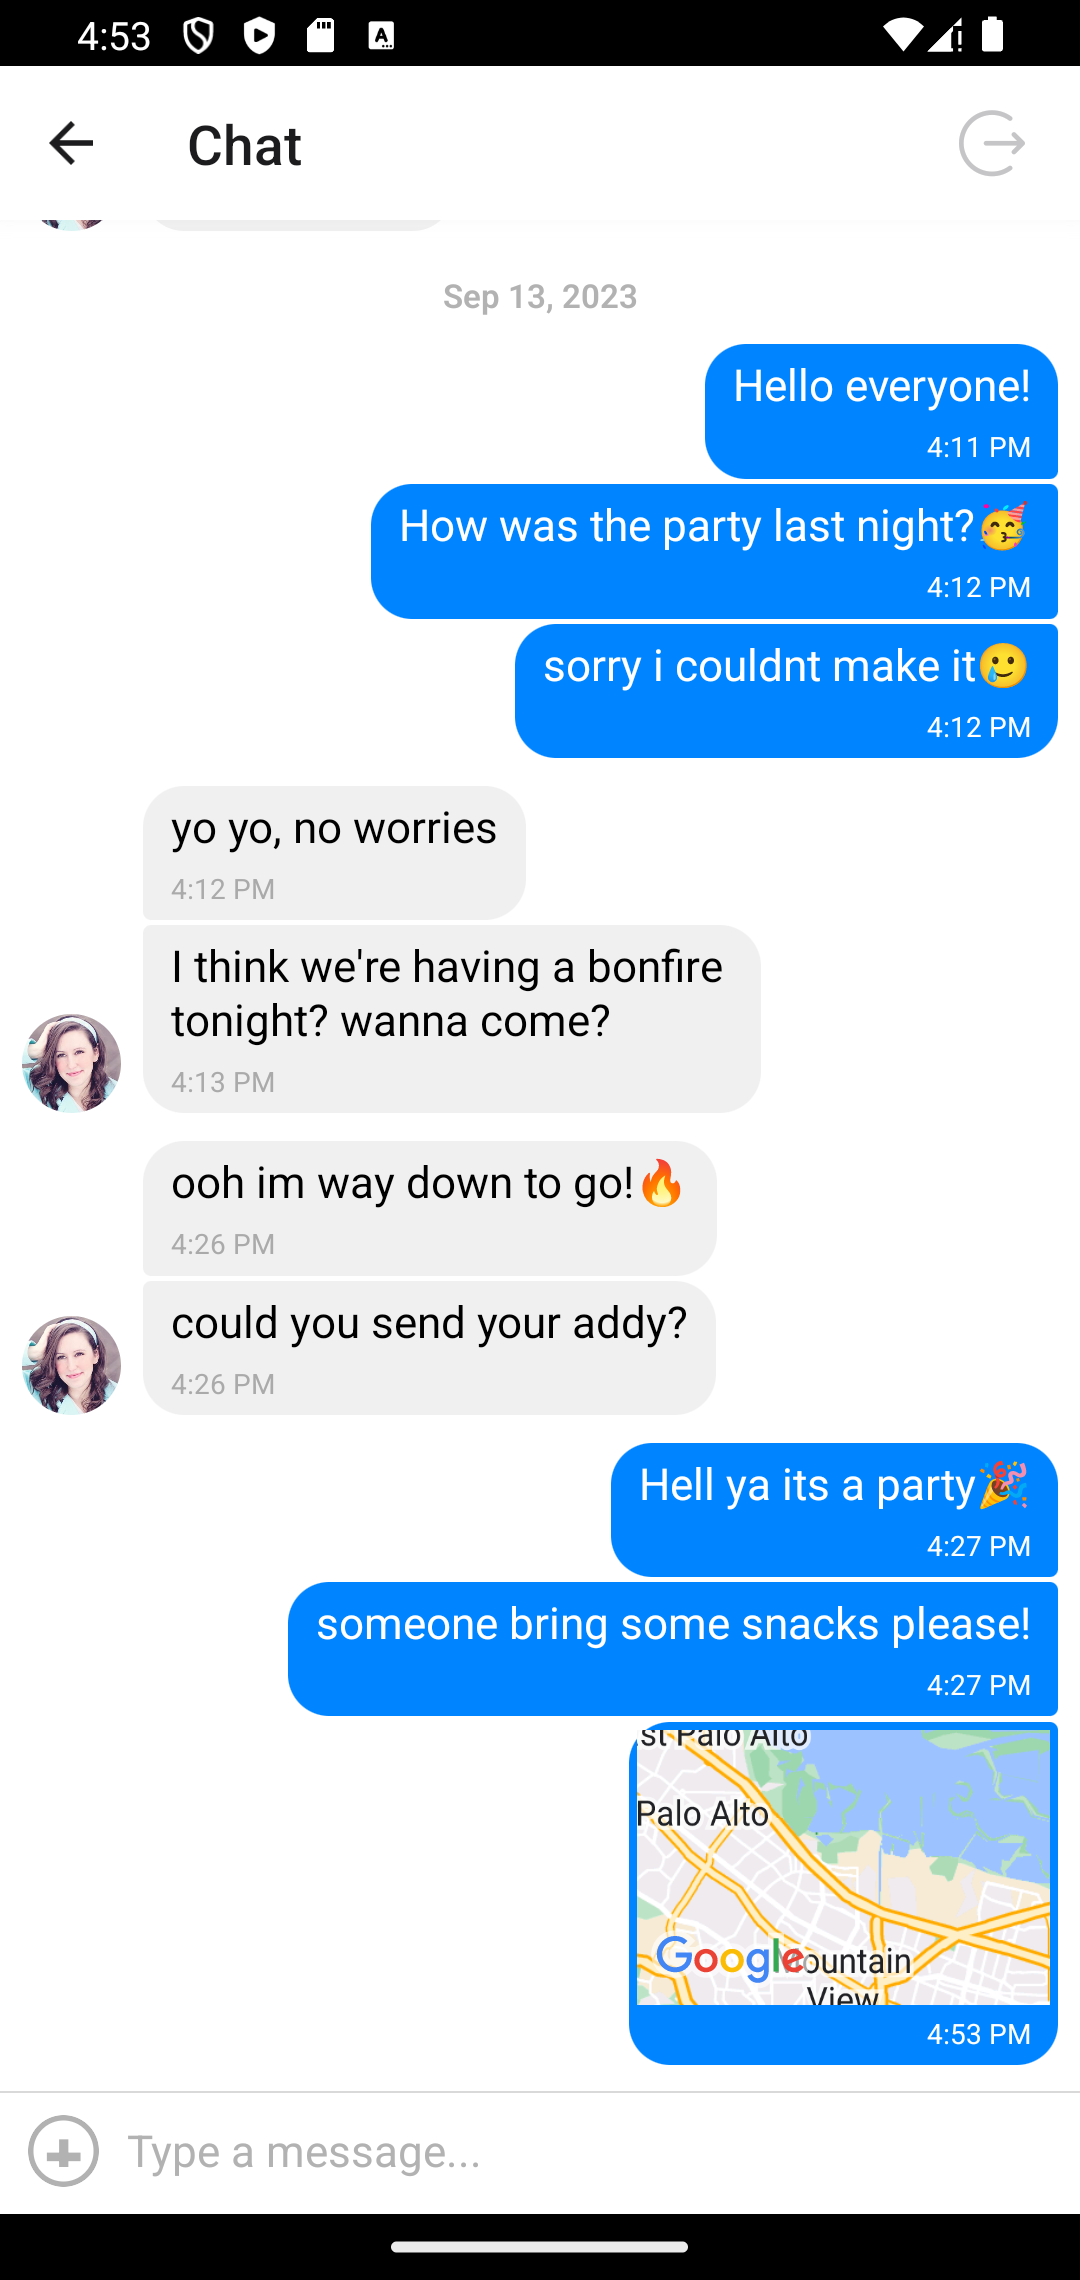 4:53
Chat
Sep 13, 2023
Hello everyone!
4:11 PM
How was the party last night?🥳
4:12 PM
sorry i couldnt make it🥲
4:12 PM
yo yo, no worries
4:12 PM
I think we're having a bonfire
tonight? wanna come?
4:13 PM
ooh im way down to go!🔥
4:26 PM
could you send your addy?
4:26 PM
Hell ya its a party🎉
4:27 PM
someone bring some snacks please!
4:27 PM
st Palo Alto
Palo Alto
Google
ountain
View
4:53 PM
Type a message...